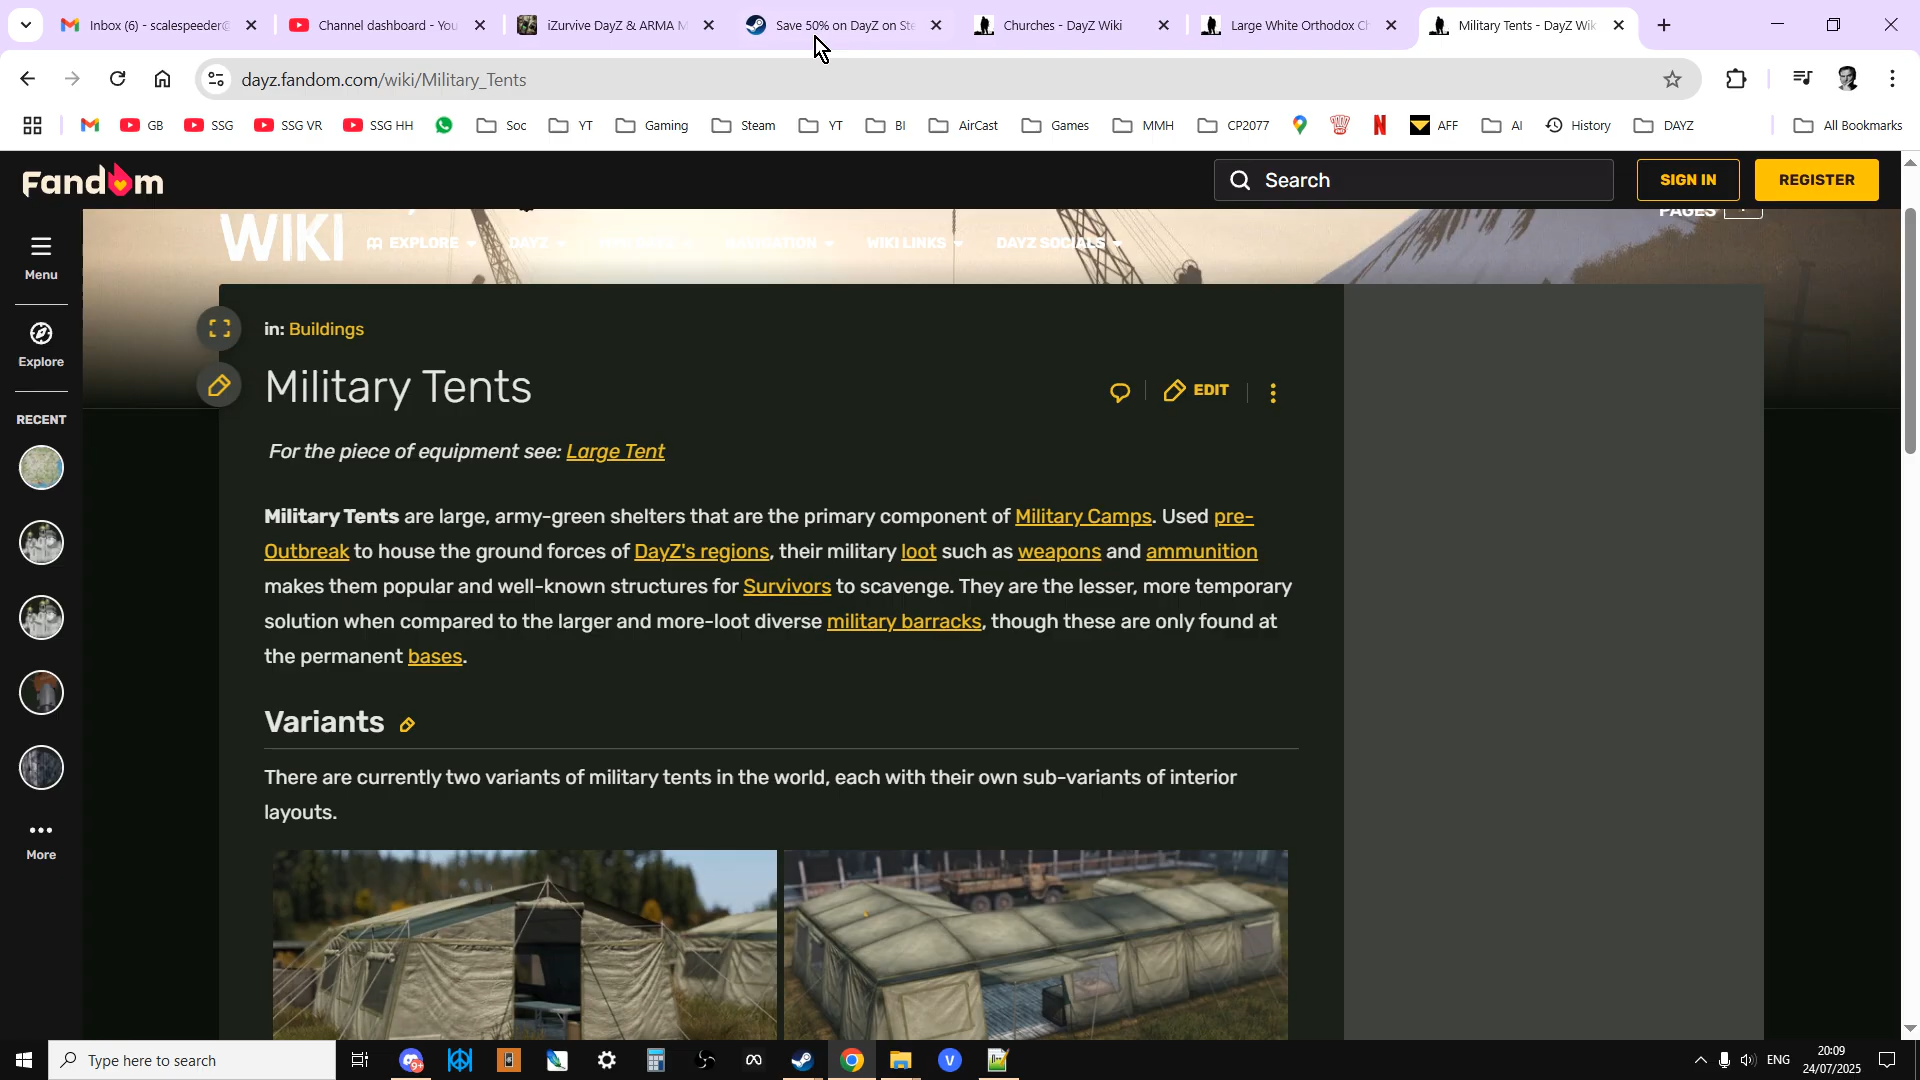 Inbox (6) - scalespeeder@
Channel dashboard - You
iZurvive DayZ & ARMA M
Save 50% on DayZ on Ste
Churches - DayZ Wiki
Large White Orthodox Ch
Military Tents - DayZ Wik
dayz.fandom.com/wiki/Military_Tents
GB
SSG
SSG VR
SSG HH
Soc
YT
Gaming
Steam
YT
BI
AirCast
Games
MMH
CP2077
AFF
AI
History
DAYZ
All Bookmarks
Fandom
Search
SIGN IN
REGISTER
WIKI
EXPLORE
DAYZ
NAVIGATION
WIKI LINKS
DAYZ SOCIALS
PAGES
Menu
Explore
RECENT
More
in: Buildings
Military Tents
EDIT
For the piece of equipment see: Large Tent
Military Tents are large, army-green shelters that are the primary component of Military Camps. Used pre-
Outbreak to house the ground forces of DayZ's regions, their military loot such as weapons and ammunition
makes them popular and well-known structures for Survivors to scavenge. They are the lesser, more temporary
solution when compared to the larger and more-loot diverse military barracks, though these are only found at
the permanent bases.
Variants
There are currently two variants of military tents in the world, each with their own sub-variants of interior
layouts.
Type here to search
9+
V
ENG
20:09
24/07/2025